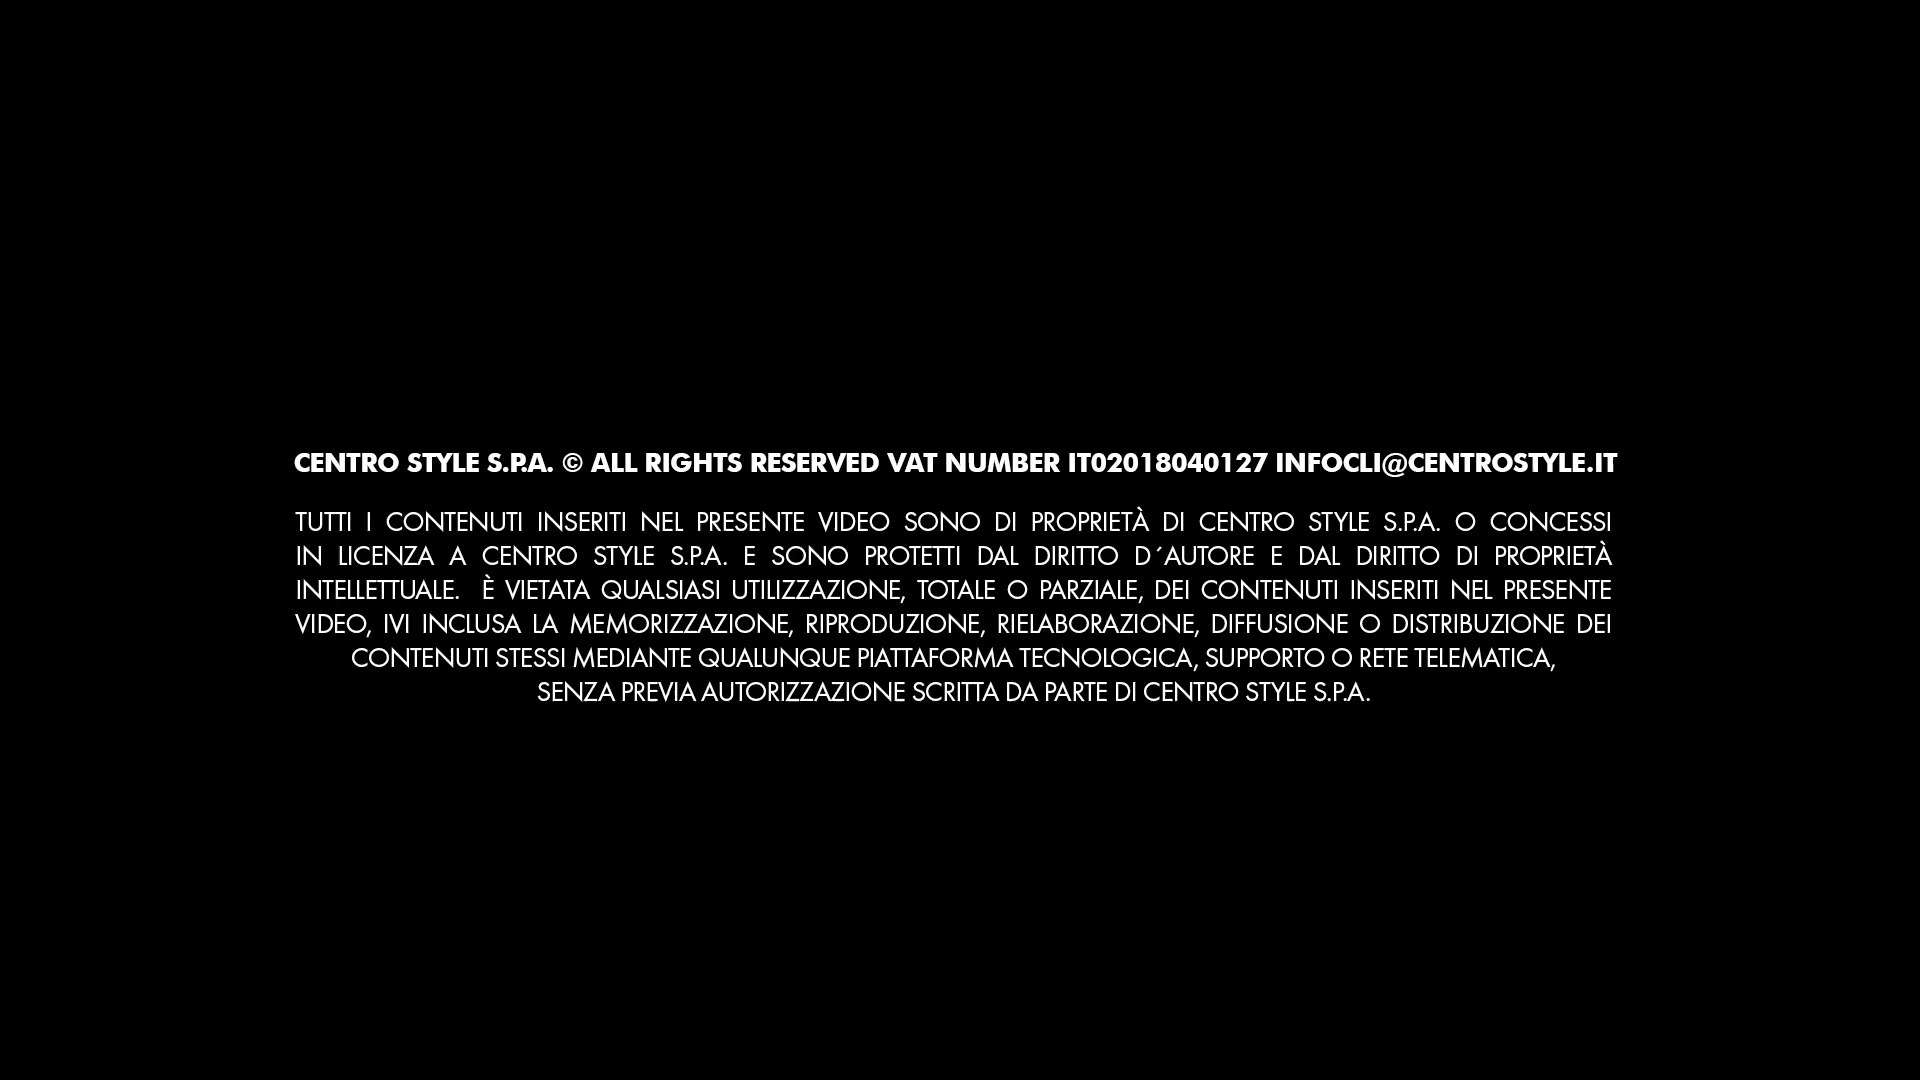 CENTRO STYLE S.P.A. © ALL RIGHTS RESERVED VAT NUMBER IT02018040127 INFOCLI@CENTROSTYLE.IT
TUTTI I CONTENUTI INSERITI NEL PRESENTE VIDEO SONO DI PROPRIETÀ DI CENTRO STYLE S.P.A. O CONCESSI
IN LICENZA A CENTRO STYLE S.P.A. E SONO PROTETTI DAL DIRITTO D´AUTORE E DAL DIRITTO DI PROPRIETÀ
INTELLETTUALE. È VIETATA QUALSIASI UTILIZZAZIONE, TOTALE O PARZIALE, DEI CONTENUTI INSERITI NEL PRESENTE
VIDEO, IVI INCLUSA LA MEMORIZZAZIONE, RIPRODUZIONE, RIELABORAZIONE, DIFFUSIONE O DISTRIBUZIONE DEI
CONTENUTI STESSI MEDIANTE QUALUNQUE PIATTAFORMA TECNOLOGICA, SUPPORTO O RETE TELEMATICA,
SENZA PREVIA AUTORIZZAZIONE SCRITTA DA PARTE DI CENTRO STYLE S.P.A.